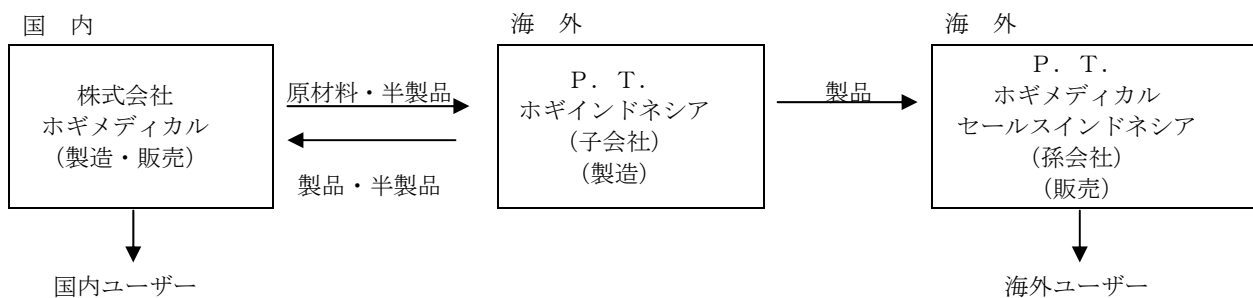 国　内
株式会社
ホギメディカル
（製造・販売）
原材料・半製品
製品・半製品
海　外
Ｐ．Ｔ．
ホギインドネシア
（子会社）
（製造）
製品
海　外
Ｐ．Ｔ．
ホギメディカル
セールスインドネシア
（孫会社）
（販売）
国内ユーザー
海外ユーザー